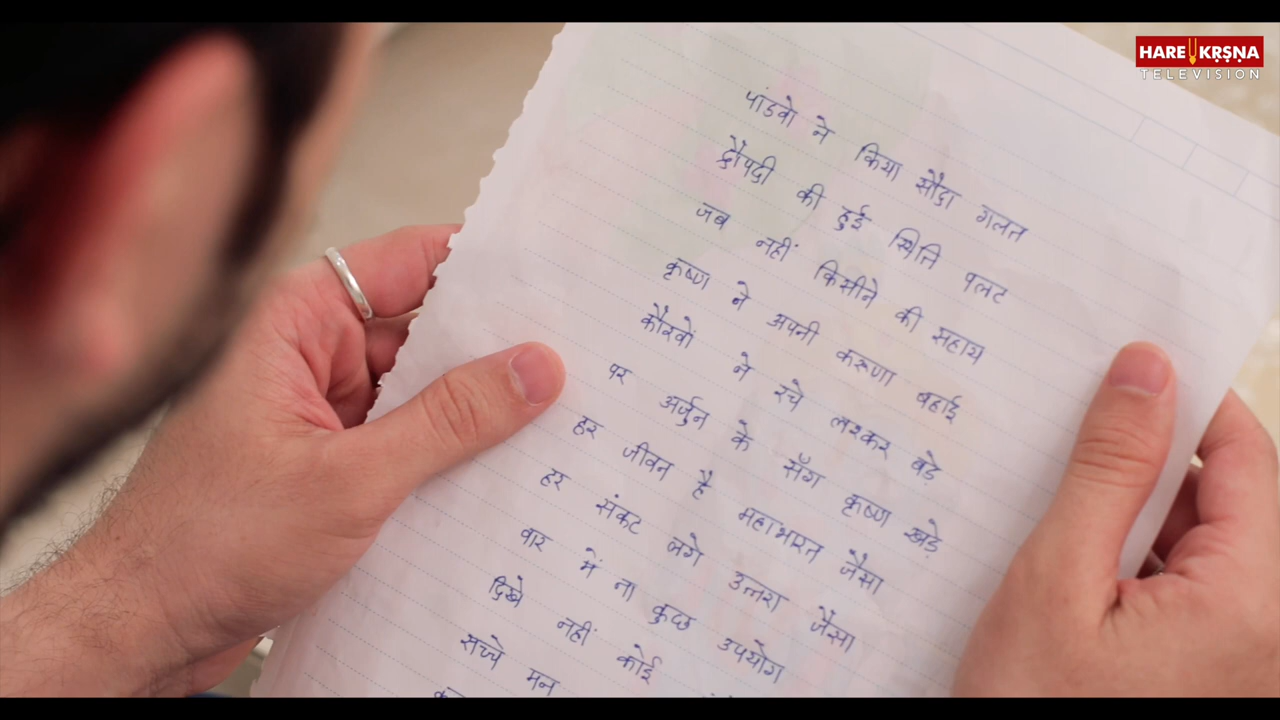 HARE KṚṢṆA
TELEVISION
पांडवो ने किया सौदा गलत
द्रौपदी की हुई स्थिति पलट
जब नहीं किसीने की सहाय
कृष्ण ने अपनी करूणा बहाई
कौरवों ने रचे लश्कर बड़े
पर अर्जुन के सँग कृष्ण खड़े
हर जीवन है महाभारत जैसा
हर संकट लगे उत्तरा जैसा
वार में ना कुछ उपयोग
दिखे नहीं कोई
सच्चे मन